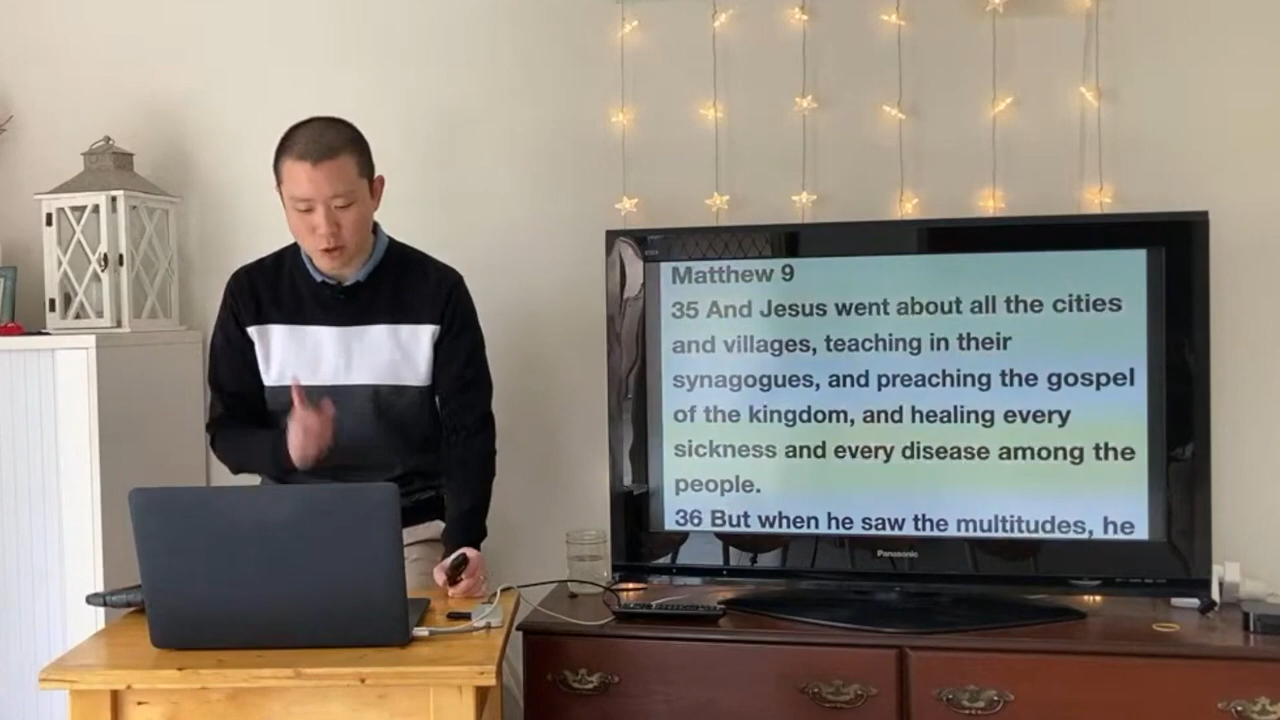 Matthew 9
35 And Jesus went about all the cities
and villages, teaching in their
synagogues, and preaching the gospel
of the kingdom, and healing every
sickness and every disease among the
people.
36 But when he saw the multitudes, he
Panasonic